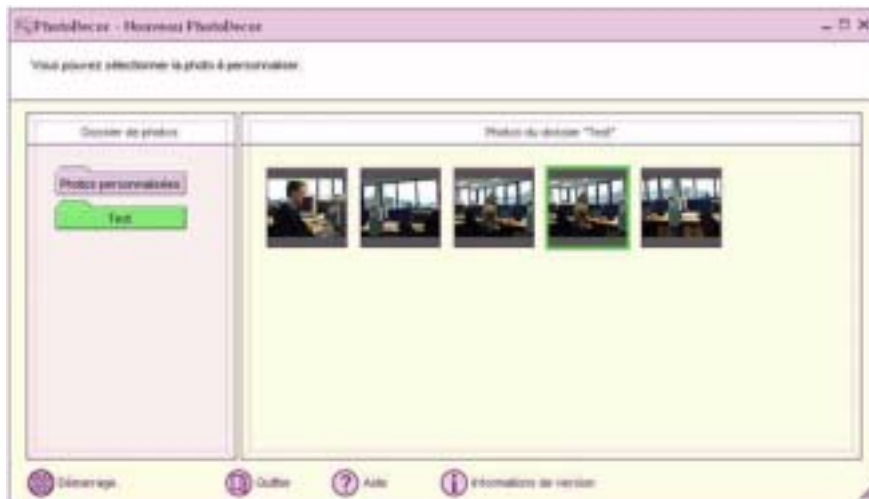 PhotoDecor - Nouveau PhotoDecor
Vous pouvez sélectionner la photo à personnaliser.
Dossier de photos
Photos du dossier "Test"
Photos personnalisées
Test
Démarrage
Quitter
Aide
Informations de version